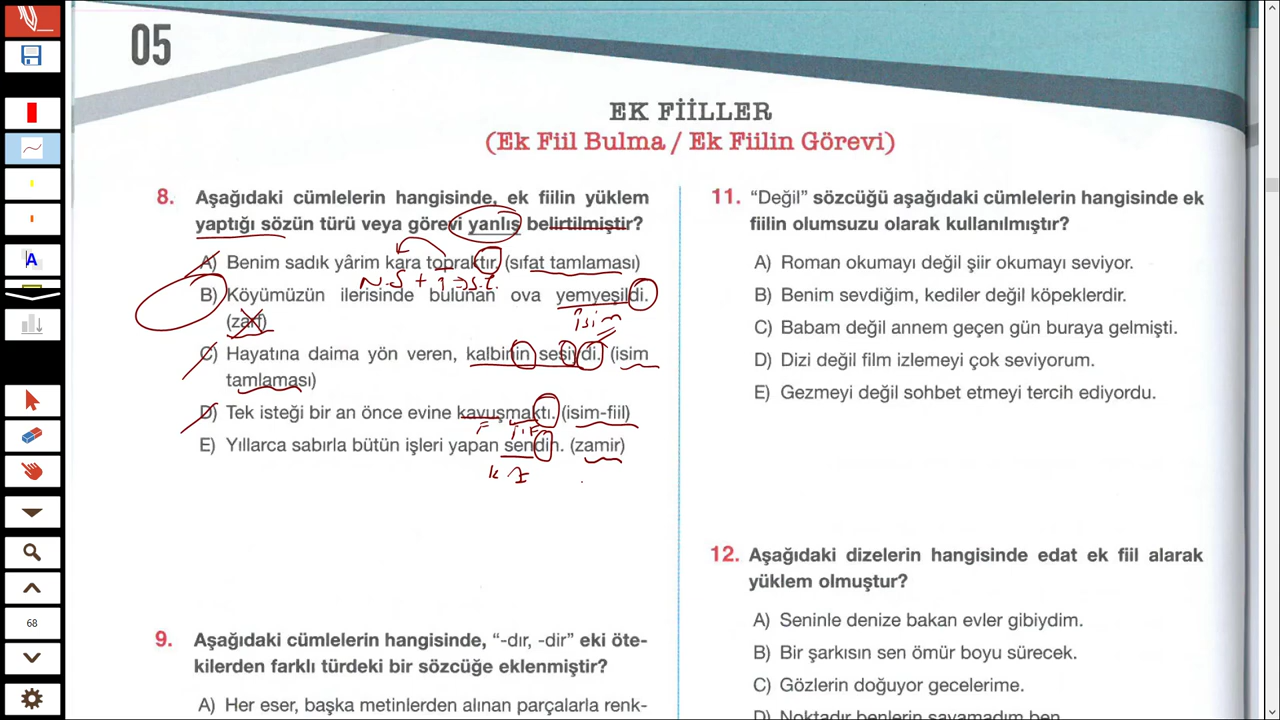 05
EK FİİLLER
(Ek Fiil Bulma / Ek Fiilin Görevi)
8. Aşağıdaki cümlelerin hangisinde, ek fiilin yüklem
yaptığı sözün türü veya görevi yanlış belirtilmiştir?
A) Benim sadık yârim kara topraktır. (sıfat tamlaması)
N.S + İ → S.T.
B) Köyümüzün ilerisinde bulunan ova yemyeşildi.
(zarf)
isim
C) Hayatına daima yön veren, kalbinin sesiydi. (isim
tamlaması)
D) Tek isteği bir an önce evine kavuşmaktı. (isim-fiil)
F İ.F
E) Yıllarca sabırla bütün işleri yapan sendin. (zamir)
k Z
9. Aşağıdaki cümlelerin hangisinde, “-dır, -dir” eki öte-
kilerden farklı türdeki bir sözcüğe eklenmiştir?
A) Her eser, başka metinlerden alınan parçalarla renk-
11. “Değil” sözcüğü aşağıdaki cümlelerin hangisinde ek
fiilin olumsuzu olarak kullanılmıştır?
A) Roman okumayı değil şiir okumayı seviyor.
B) Benim sevdiğim, kediler değil köpeklerdir.
C) Babam değil annem geçen gün buraya gelmişti.
D) Dizi değil film izlemeyi çok seviyorum.
E) Gezmeyi değil sohbet etmeyi tercih ediyordu.
12. Aşağıdaki dizelerin hangisinde edat ek fiil alarak
yüklem olmuştur?
A) Seninle denize bakan evler gibiydim.
B) Bir şarkısın sen ömür boyu sürecek.
C) Gözlerin doğuyor gecelerime.
D) Noktadır benlerin sayamadım ben
A
68